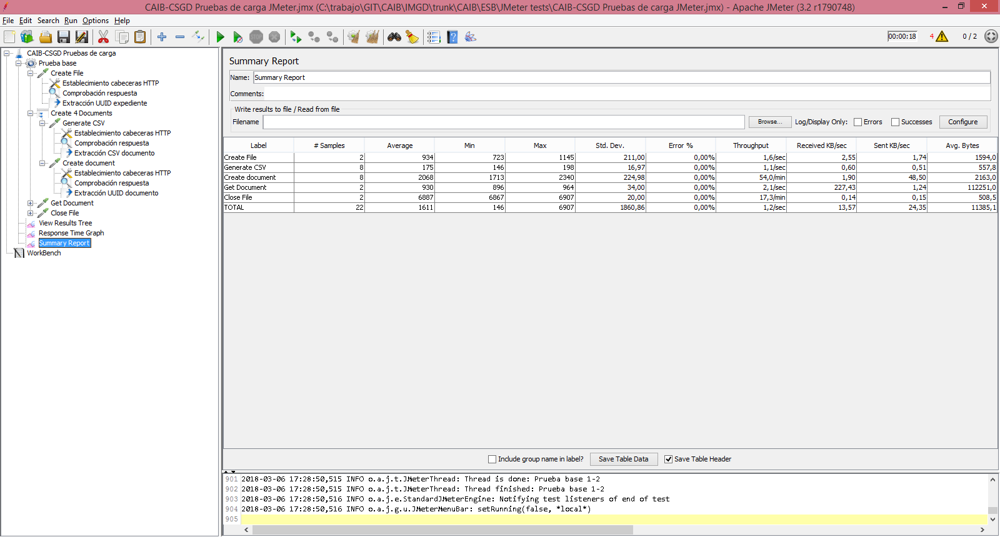 CAIB-CSGD Pruebas de carga JMeter.jmx (C:\trabajo\GIT\CAIB\IMGD\trunk\CAIB\ESB\JMeter tests\CAIB-CSGD Pruebas de carga JMeter.jmx) - Apache JMeter (3.2 r1790748)
File Edit Search Run Options Help
STOP
00:00:18 4 0 / 2
CAIB-CSGD Pruebas de carga
Prueba base
Create File
Establecimiento cabeceras HTTP
Comprobación respuesta
Extracción UUID expediente
Create 4 Documents
Generate CSV
Establecimiento cabeceras HTTP
Comprobación respuesta
Extracción CSV documento
Create document
Establecimiento cabeceras HTTP
Comprobación respuesta
Extracción UUID documento
Get Document
Close File
View Results Tree
Response Time Graph
Summary Report
WorkBench
Summary Report
Name: Summary Report
Comments:
Write results to file / Read from file
Filename Browse... Log/Display Only: Errors Successes Configure
Label # Samples Average Min Max Std. Dev. Error % Throughput Received KB/sec Sent KB/sec Avg. Bytes
Create File 2 934 723 1145 211,00 0,00% 1,6/sec 2,55 1,74 1594,0
Generate CSV 8 175 146 198 16,97 0,00% 1,1/sec 0,60 0,51 557,8
Create document 8 2068 1713 2340 224,98 0,00% 54,0/min 1,90 48,50 2163,0
Get Document 2 930 896 964 34,00 0,00% 2,1/sec 227,43 1,24 112251,0
Close File 2 6887 6867 6907 20,00 0,00% 17,3/min 0,14 0,15 508,5
TOTAL 22 1611 146 6907 1860,86 0,00% 1,2/sec 13,57 24,35 11385,1
Include group name in label? Save Table Data Save Table Header
901 2018-03-06 17:28:50,515 INFO o.a.j.t.JMeterThread: Thread is done: Prueba base 1-2
902 2018-03-06 17:28:50,515 INFO o.a.j.t.JMeterThread: Thread finished: Prueba base 1-2
903 2018-03-06 17:28:50,516 INFO o.a.j.e.StandardJMeterEngine: Notifying test listeners of end of test
904 2018-03-06 17:28:50,516 INFO o.a.j.g.u.JMeterMenuBar: setRunning(false, *local*)
905